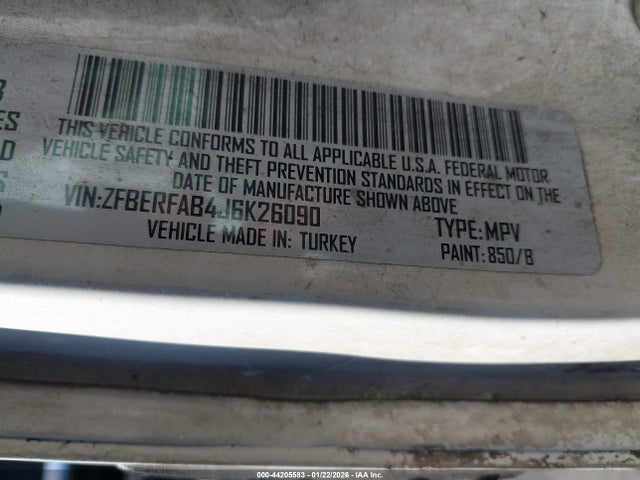 B
ES
D
S
THIS VEHICLE CONFORMS TO ALL APPLICABLE U.S.A. FEDERAL MOTOR
VEHICLE SAFETY AND THEFT PREVENTION STANDARDS IN EFFECT ON THE
DATE OF MANUFACTURE SHOWN ABOVE
VIN:ZFBERFAB4J6K26090 TYPE:MPV
VEHICLE MADE IN: TURKEY PAINT:850/B
000-44205583 - 01/22/2026 - IAA Inc.